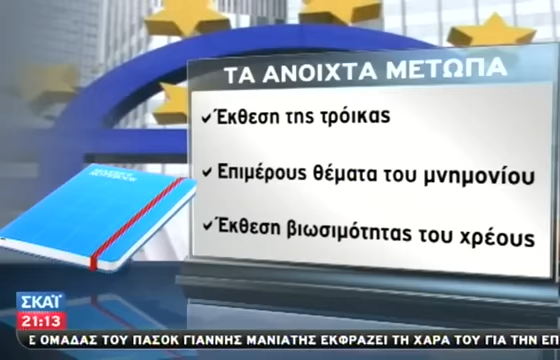 ΤΑ ΑΝΟΙΧΤΑ ΜΕΤΩΠΑ
✓ Έκθεση της τρόικας
✓ Επιμέρους θέματα του μνημονίου
✓ Έκθεση βιωσιμότητας του χρέους
ΣΚΑΪ
21:13
Ε ΟΜΑΔΑΣ ΤΟΥ ΠΑΣΟΚ ΓΙΑΝΝΗΣ ΜΑΝΙΑΤΗΣ ΕΚΦΡΑΖΕΙ ΤΗ ΧΑΡΑ ΤΟΥ ΓΙΑ ΤΗΝ ΕΠ